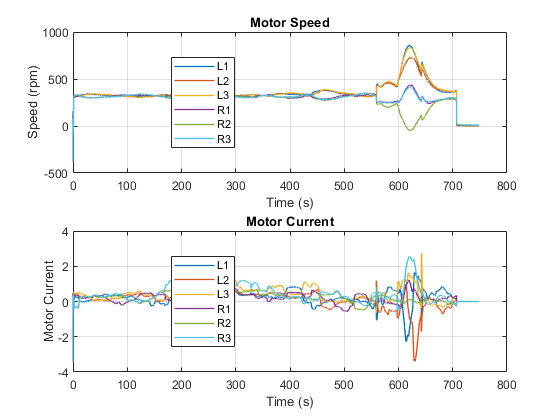 Motor Speed
1000
500
0
-500
Speed (rpm)
L1
L2
L3
R1
R2
R3
0 100 200 300 400 500 600 700 800
Time (s)
Motor Current
4
2
0
-2
-4
Motor Current
L1
L2
L3
R1
R2
R3
0 100 200 300 400 500 600 700 800
Time (s)